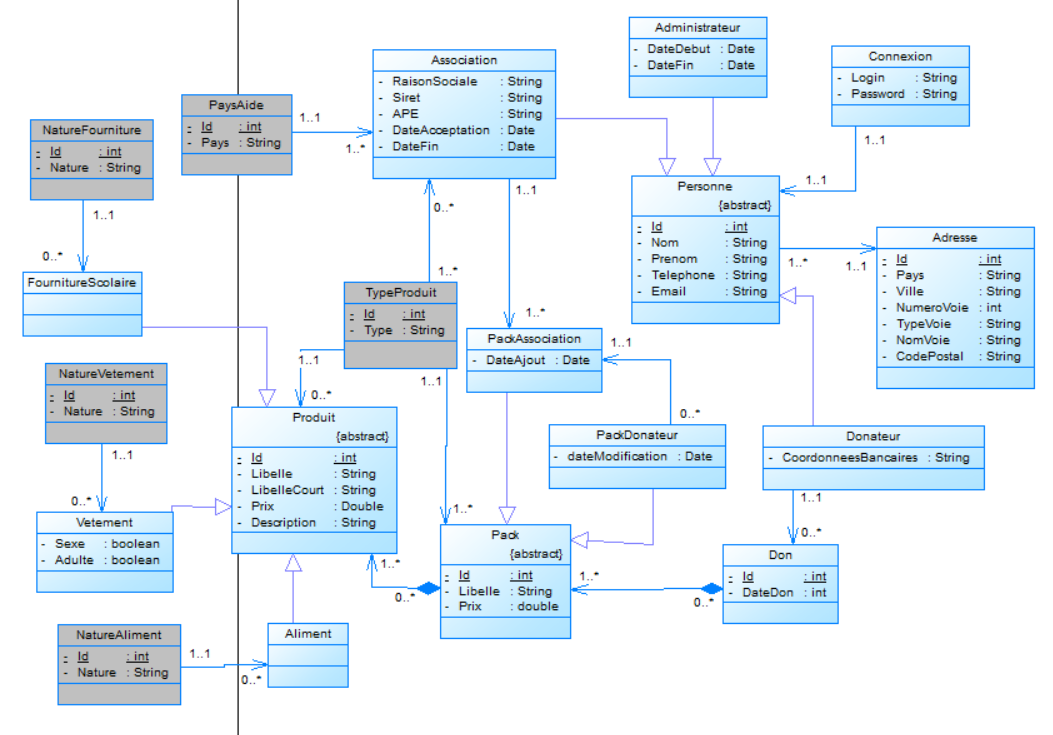 Administrateur
- DateDebut : Date
- DateFin : Date
Connexion
- Login : String
- Password : String
1..1
1..1
Association
- RaisonSociale : String
- Siret : String
- APE : String
- DateAcceptation : Date
- DateFin : Date
PaysAide
- Id : int
- Pays : String
1..1
1..*
NatureFourniture
- Id : int
- Nature : String
1..1
0..*
FournitureScolaire
Personne
{abstract}
- Id : int
- Nom : String
- Prenom : String
- Telephone : String
- Email : String
1..*
1..1
Adresse
- Id : int
- Pays : String
- Ville : String
- NumeroVoie : int
- TypeVoie : String
- NomVoie : String
- CodePostal : String
0..*
1..*
1..1
1..*
TypeProduit
- Id : int
- Type : String
1..1
0..*
1..1
1..*
PackAssociation
- DateAjout : Date
1..1
0..*
NatureVetement
- Id : int
- Nature : String
1..1
0..*
Vetement
- Sexe : boolean
- Adulte : boolean
Produit
{abstract}
- Id : int
- Libelle : String
- LibelleCourt : String
- Prix : Double
- Description : String
PackDonateur
- dateModification : Date
Donateur
- CoordonneesBancaires : String
1..1
0..*
Pack
{abstract}
- Id : int
- Libelle : String
- Prix : double
1..*
0..*
1..*
0..*
Don
- Id : int
- DateDon : int
NatureAliment
- Id : int
- Nature : String
1..1
0..*
Aliment